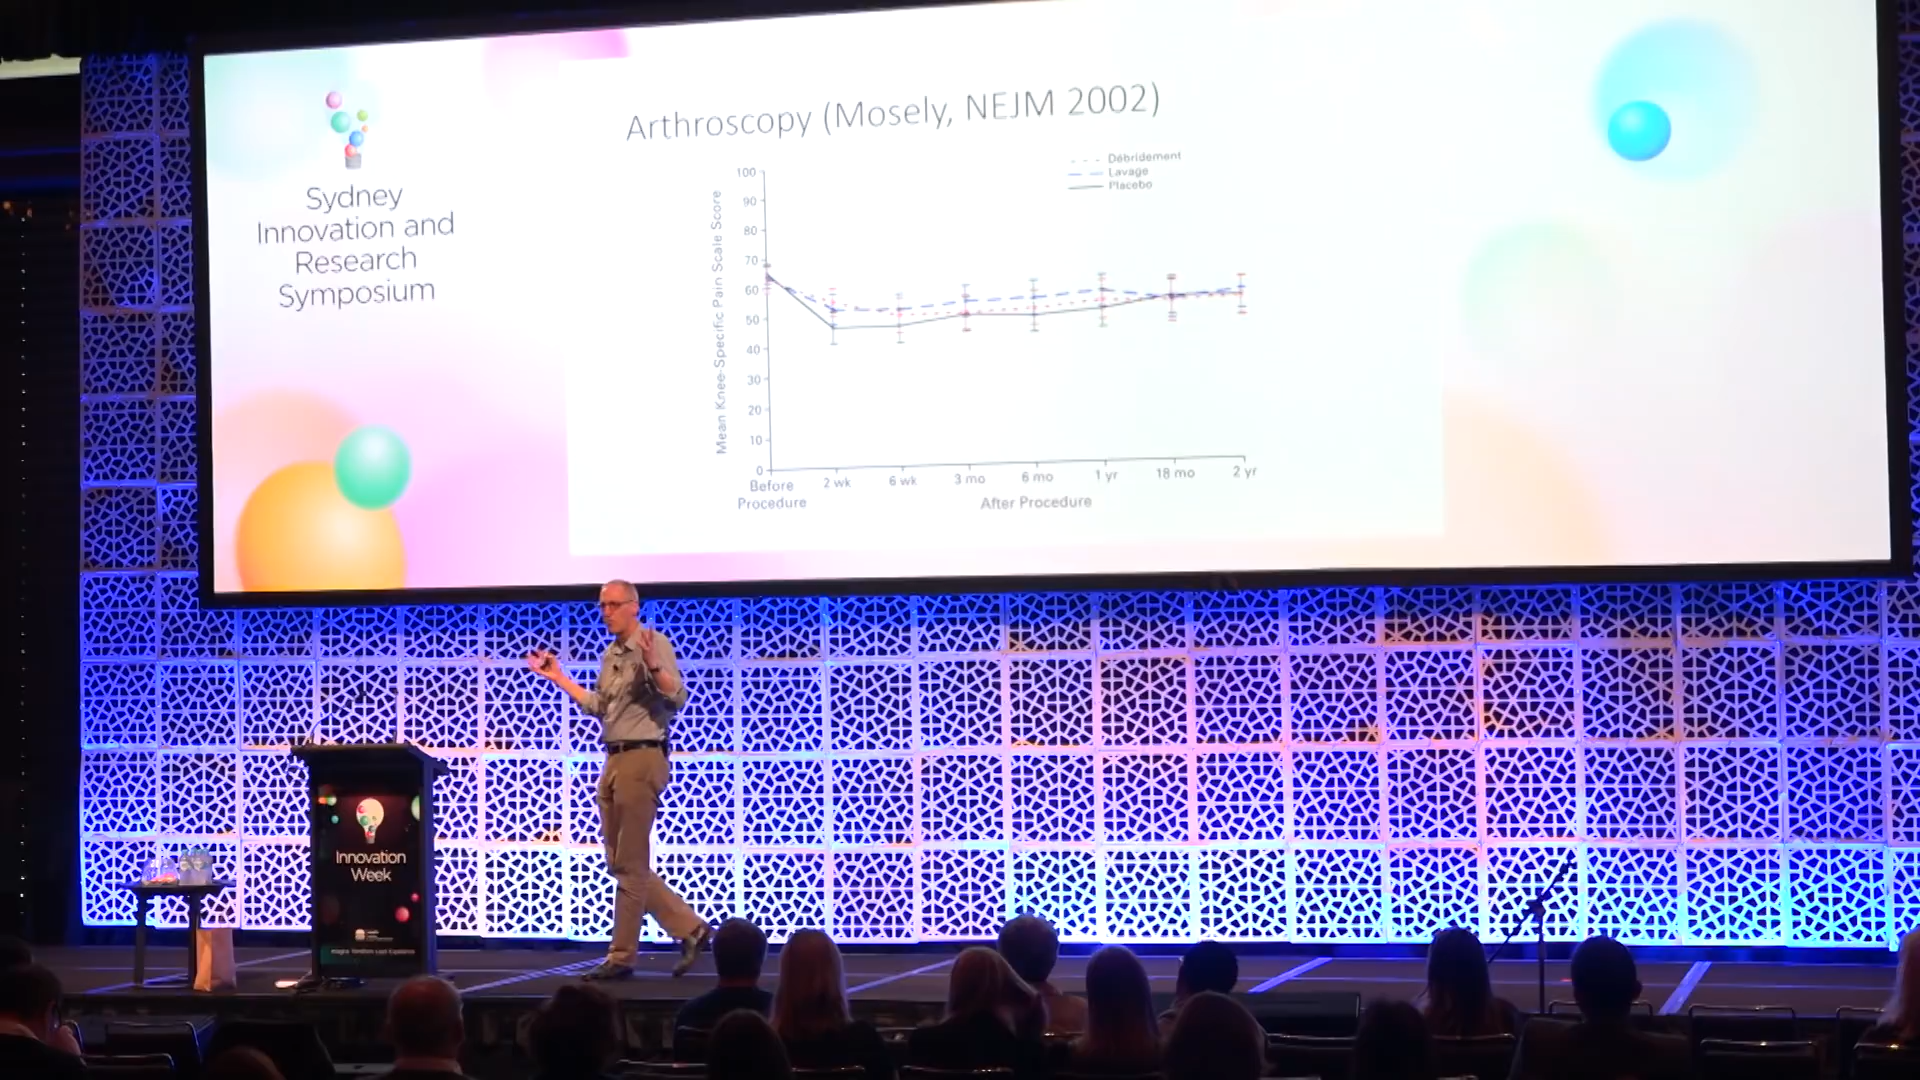 Sydney
Innovation and
Research
Symposium
Arthroscopy (Mosely, NEJM 2002)
Débridement
Lavage
Placebo
Mean Knee-Specific Pain Scale Score
100
90
80
70
60
50
40
30
20
10
0
Before
Procedure
2 wk
6 wk
3 mo
6 mo
1 yr
18 mo
2 yr
After Procedure
Innovation
Week